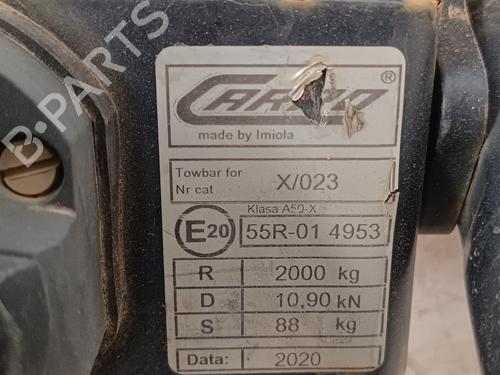 B-PARTS
®
made by Imiola
Towbar for
Nr cat
X/023
Klasa A50-X
E20
55R-01 4953
R 2000 kg
D 10,90 kN
S 88 kg
Data: 2020